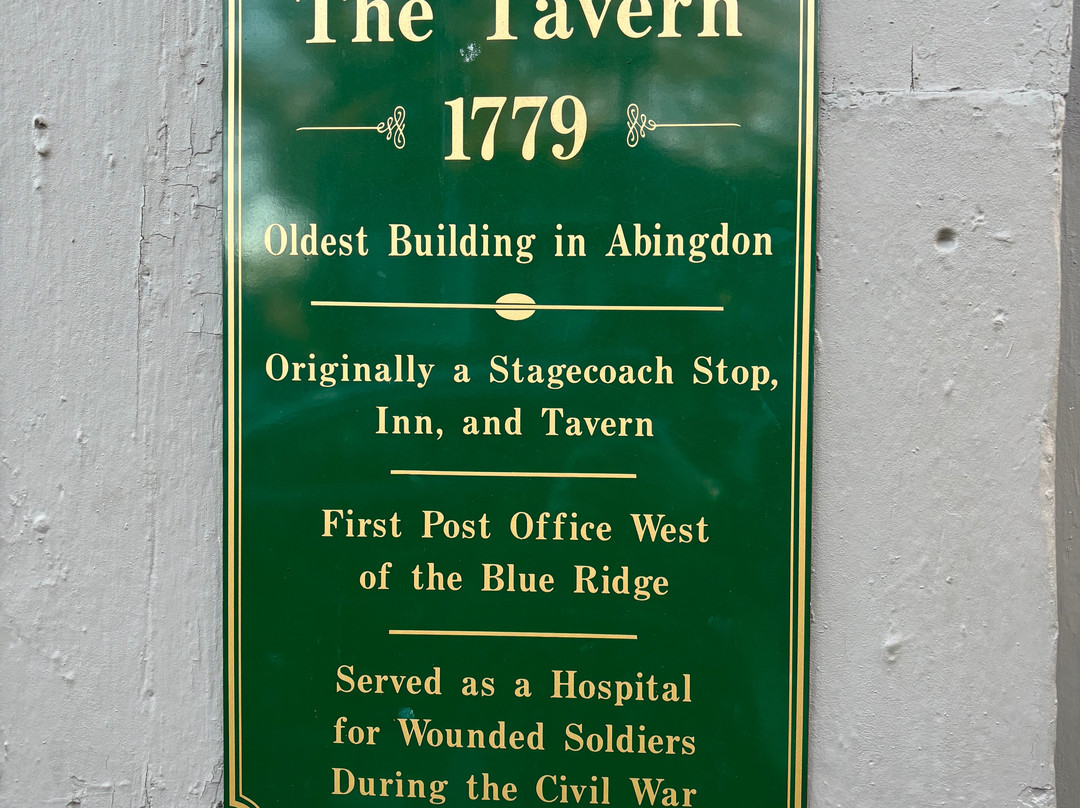 The Tavern
1779
Oldest Building in Abingdon
Originally a Stagecoach Stop,
Inn, and Tavern
First Post Office West
of the Blue Ridge
Served as a Hospital
for Wounded Soldiers
During the Civil War